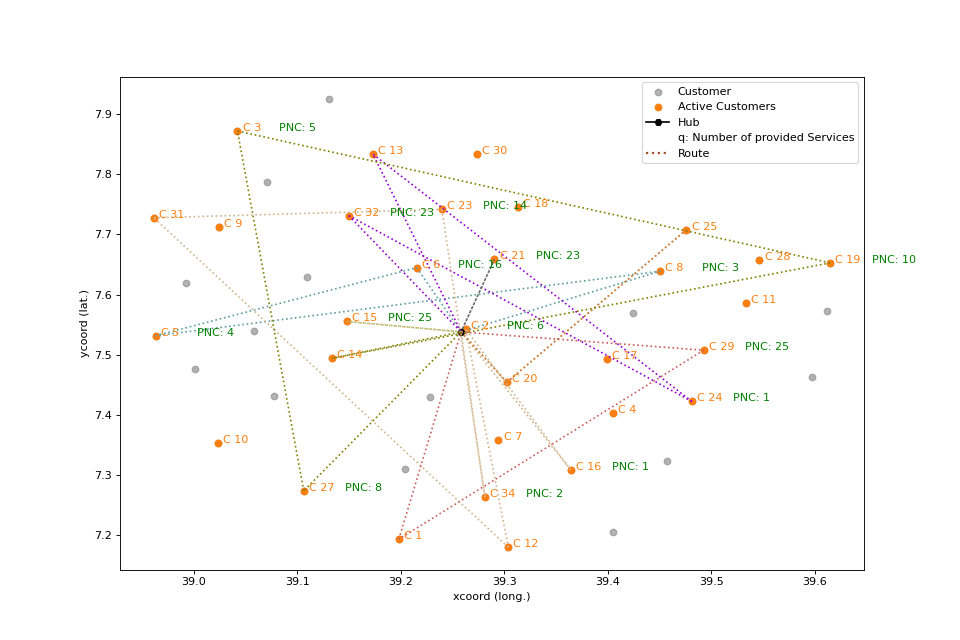 Customer
Active Customers
Hub
q: Number of provided Services
Route
7.9
7.8
7.7
7.6
7.5
7.4
7.3
7.2
ycoord (lat.)
C 3 PNC: 5
C 13
C 30
C 31
C 32 PNC: 23
C 23 PNC: 14
C 18
C 9
C 25
C 21 PNC: 23
C 28
C 19 PNC: 10
C 6 PNC: 16
C 8 PNC: 3
C 11
C 15 PNC: 25
C 5 PNC: 4
C 2 PNC: 6
C 14
C 17
C 29 PNC: 25
C 20
C 24 PNC: 1
C 4
C 10
C 7
C 16 PNC: 1
C 27 PNC: 8
C 34 PNC: 2
C 1
C 12
39.0 39.1 39.2 39.3 39.4 39.5 39.6
xcoord (long.)